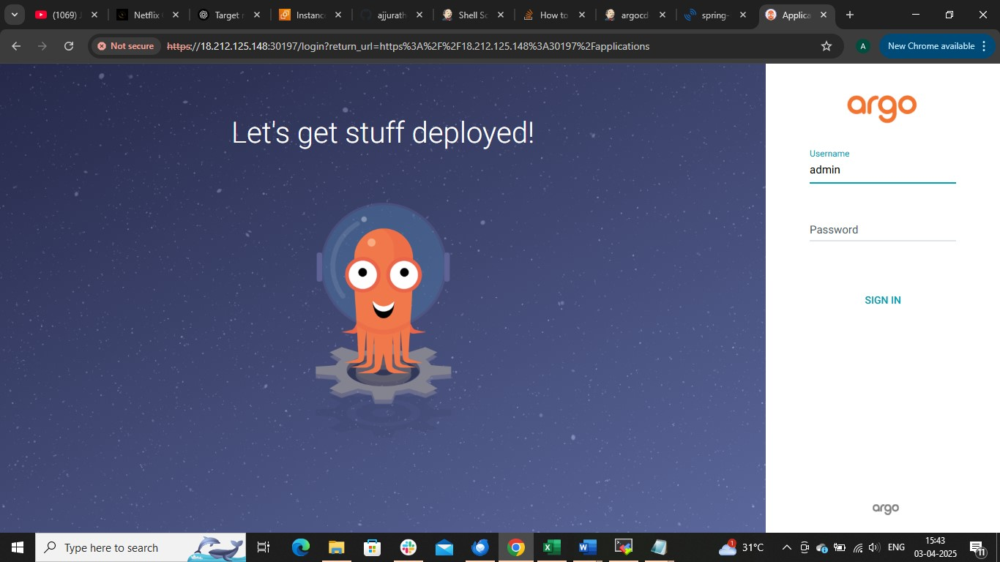 (1069) J
Netflix
Target r
Instanc
ajjurath
Shell Sc
How to
argocd
spring-
Applica
Not secure
https://18.212.125.148:30197/login?return_url=https%3A%2F%2F18.212.125.148%3A30197%2Fapplications
A
New Chrome available
Let's get stuff deployed!
argo
Username
admin
Password
SIGN IN
argo
Type here to search
1
31°C
ENG
15:43
03-04-2025
11